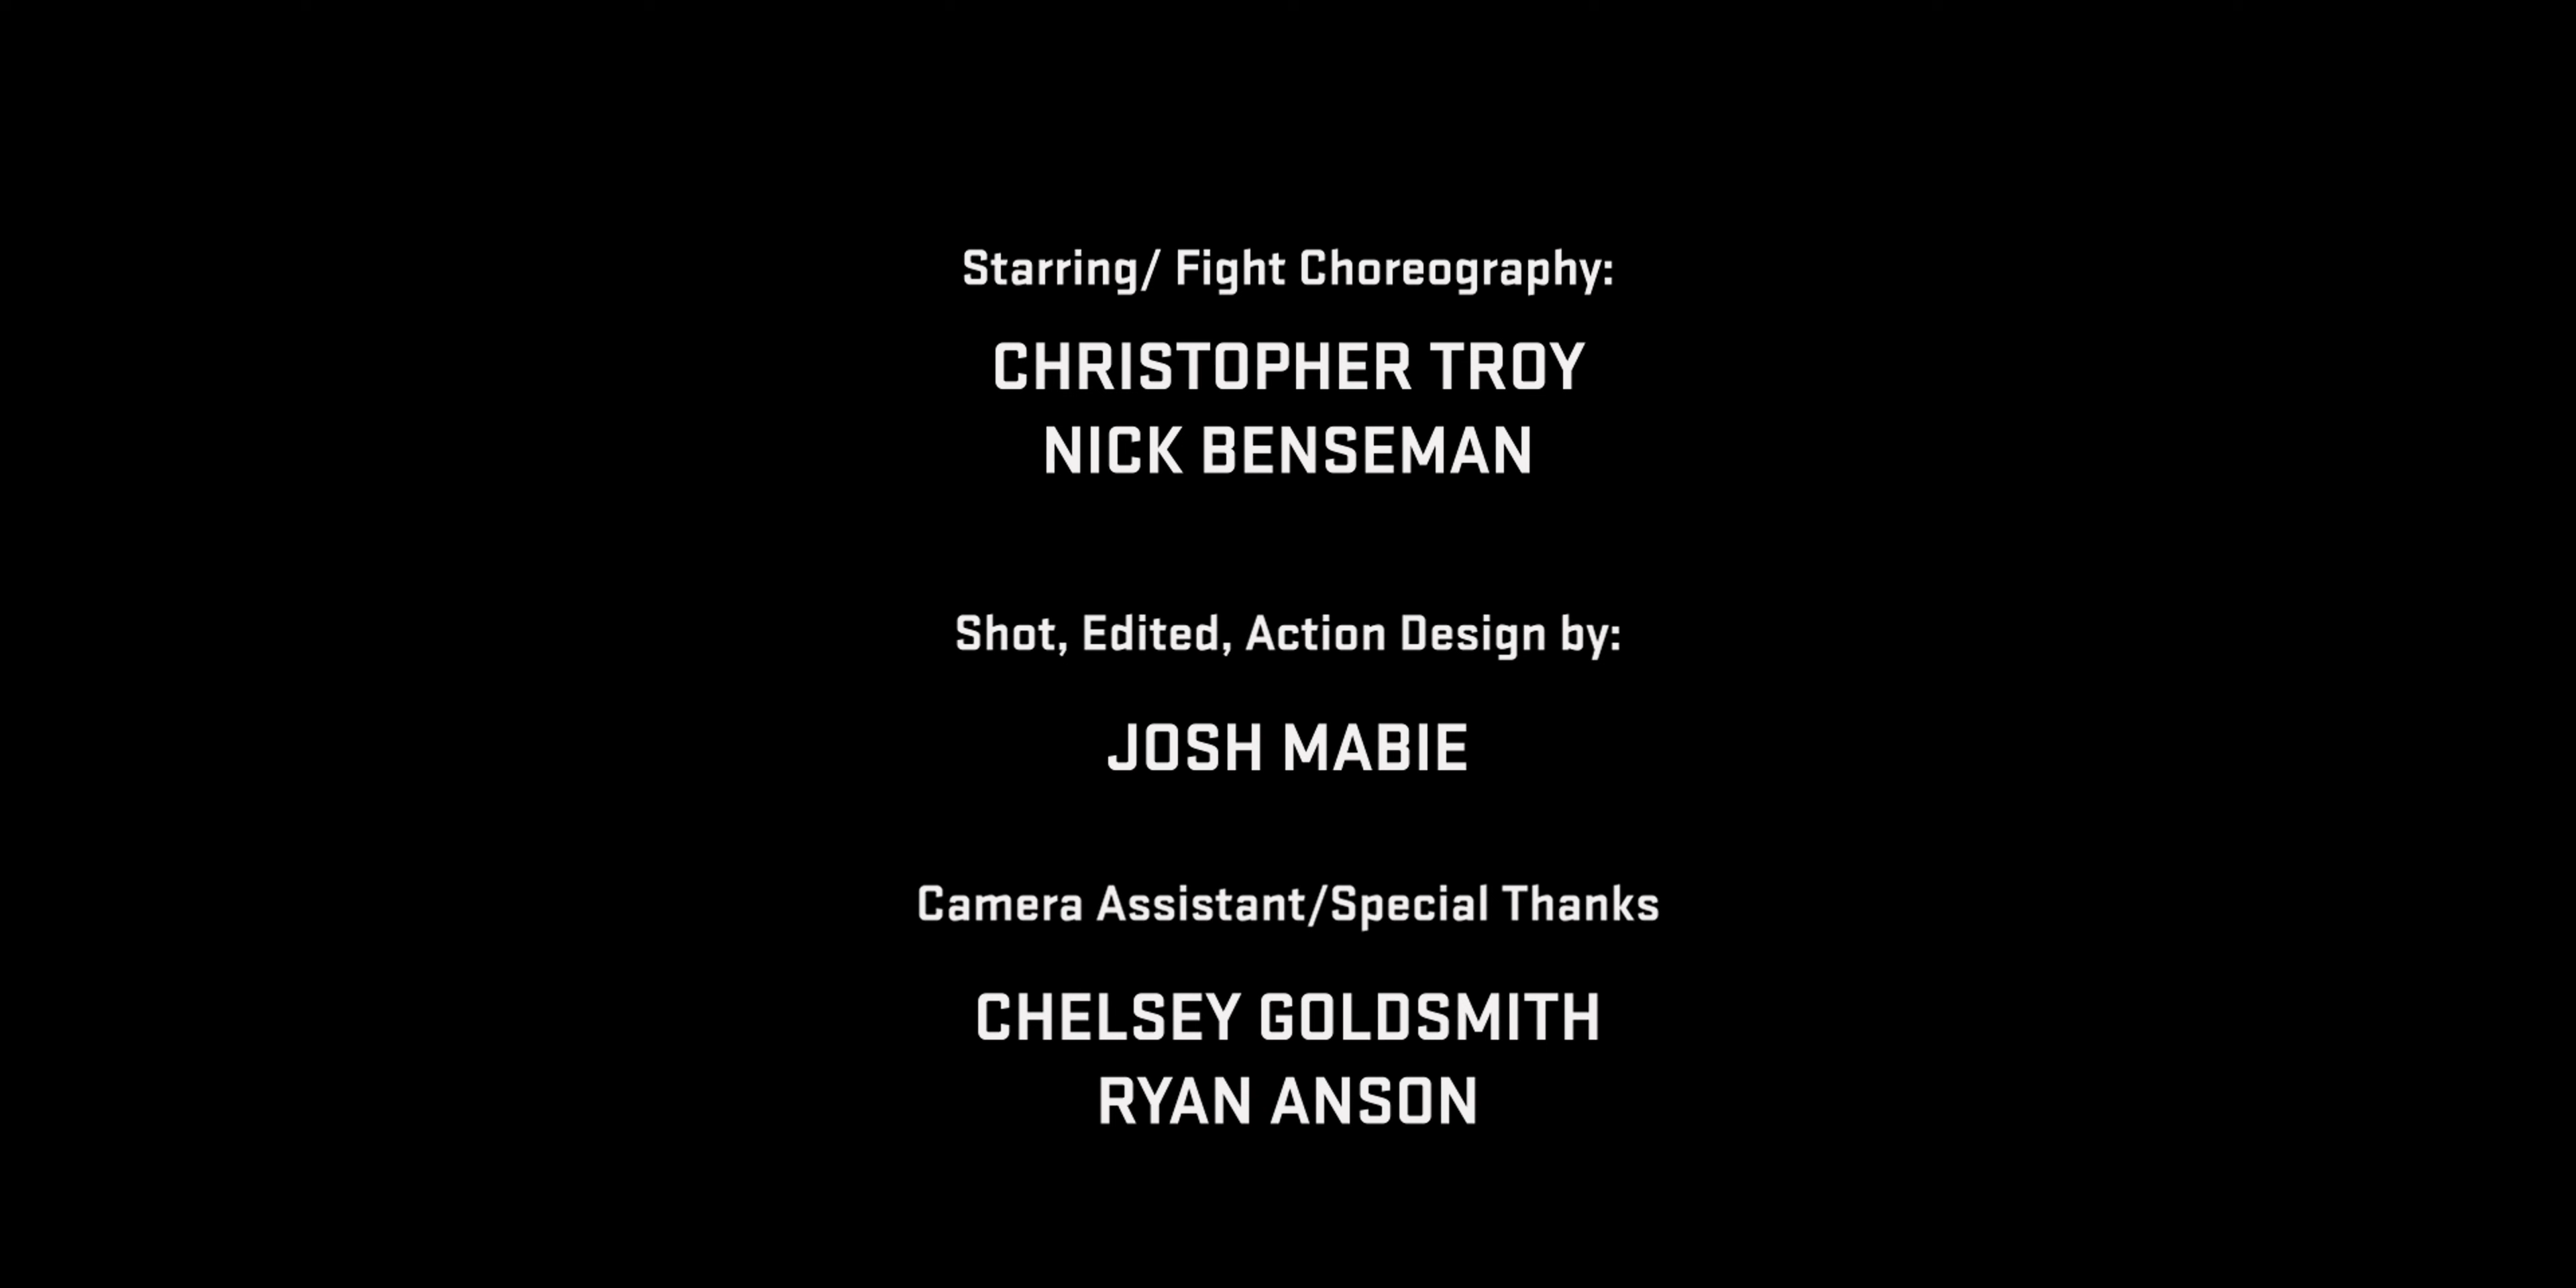 Starring/ Fight Choreography:
CHRISTOPHER TROY
NICK BENSEMAN
Shot, Edited, Action Design by:
JOSH MABIE
Camera Assistant/Special Thanks
CHELSEY GOLDSMITH
RYAN ANSON